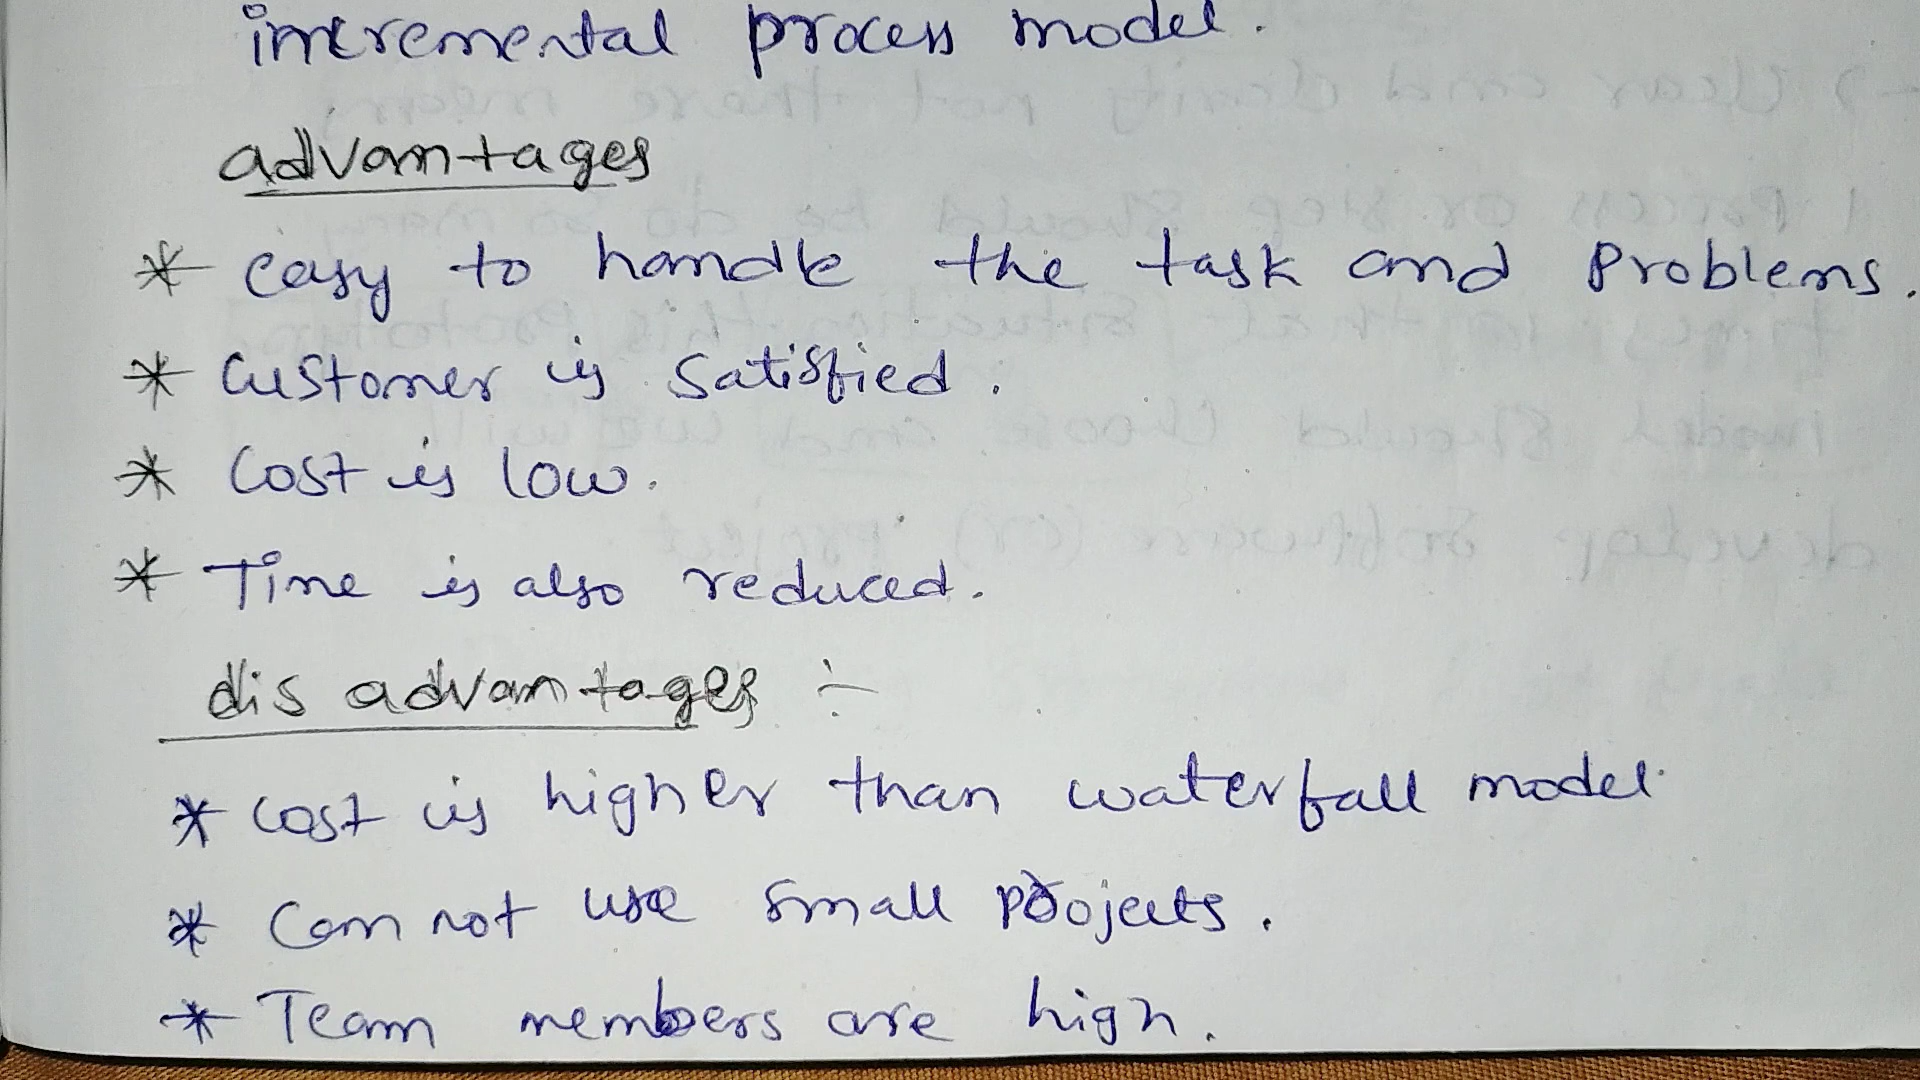 incremental process model.
advantages
* easy to handle the task and problems.
* Customer is satisfied.
* Cost is low.
* Time is also reduced.
dis advantages :-
* cost is higher than waterfall model.
* Can not use small projects.
* Team members are high.